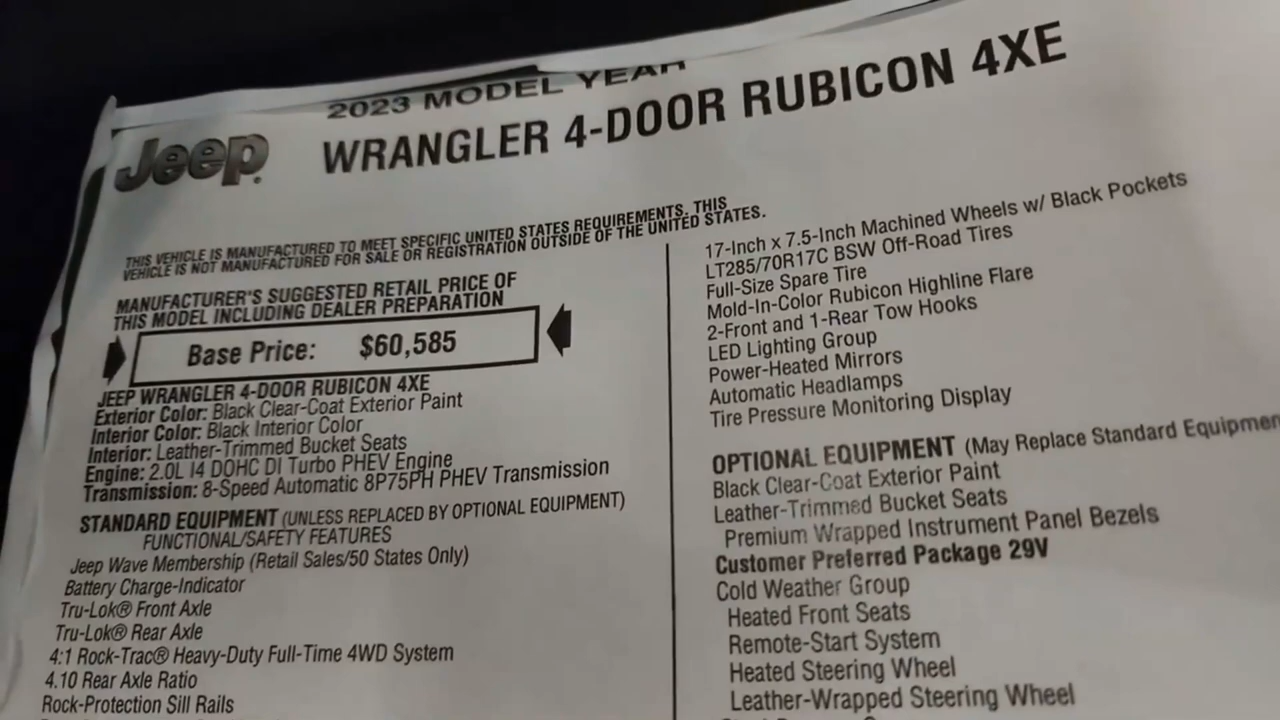 2023 MODEL YEAR
Jeep
WRANGLER 4-DOOR RUBICON 4XE
THIS VEHICLE IS MANUFACTURED TO MEET SPECIFIC UNITED STATES REQUIREMENTS. THIS
VEHICLE IS NOT MANUFACTURED FOR SALE OR REGISTRATION OUTSIDE OF THE UNITED STATES.
MANUFACTURER'S SUGGESTED RETAIL PRICE OF
THIS MODEL INCLUDING DEALER PREPARATION
Base Price: $60,585
JEEP WRANGLER 4-DOOR RUBICON 4XE
Exterior Color: Black Clear-Coat Exterior Paint
Interior Color: Black Interior Color
Interior: Leather-Trimmed Bucket Seats
Engine: 2.0L I4 DOHC DI Turbo PHEV Engine
Transmission: 8-Speed Automatic 8P75PH PHEV Transmission
STANDARD EQUIPMENT (UNLESS REPLACED BY OPTIONAL EQUIPMENT)
FUNCTIONAL/SAFETY FEATURES
Jeep Wave Membership (Retail Sales/50 States Only)
Battery Charge-Indicator
Tru-Lok® Front Axle
Tru-Lok® Rear Axle
4:1 Rock-Trac® Heavy-Duty Full-Time 4WD System
4.10 Rear Axle Ratio
Rock-Protection Sill Rails
17-Inch x 7.5-Inch Machined Wheels w/ Black Pockets
LT285/70R17C BSW Off-Road Tires
Full-Size Spare Tire
Mold-In-Color Rubicon Highline Flare
2-Front and 1-Rear Tow Hooks
LED Lighting Group
Power-Heated Mirrors
Automatic Headlamps
Tire Pressure Monitoring Display
OPTIONAL EQUIPMENT (May Replace Standard Equipmen
Black Clear-Coat Exterior Paint
Leather-Trimmed Bucket Seats
Premium Wrapped Instrument Panel Bezels
Customer Preferred Package 29V
Cold Weather Group
Heated Front Seats
Remote-Start System
Heated Steering Wheel
Leather-Wrapped Steering Wheel